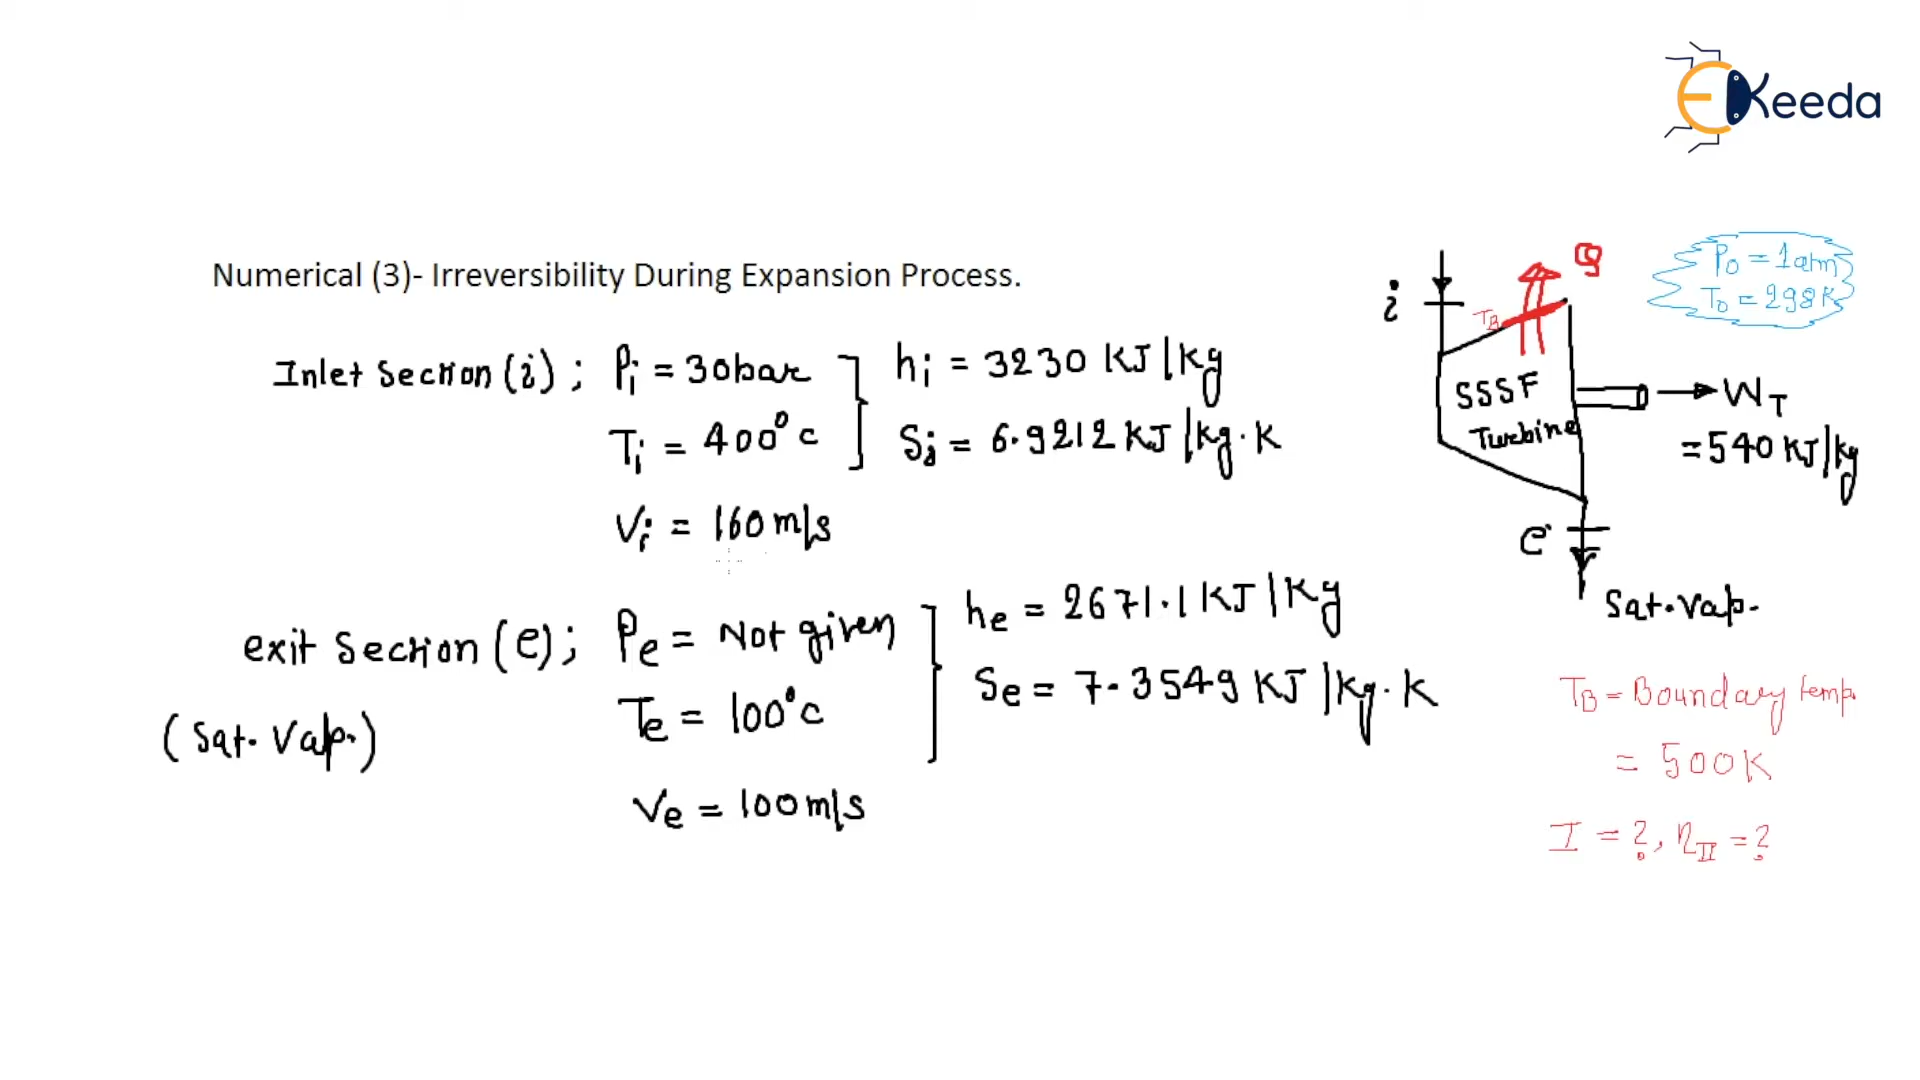 EKeeda
Numerical (3)- Irreversibility During Expansion Process.
Inlet Section (i) ; Pi = 30bar
Ti = 400°C
Vi = 160m/s
hi = 3230 KJ/kg
Si = 6.9212 KJ/kg.K
exit Section (e) ; Pe = Not given
(Sat. Vap.)
Te = 100°C
Ve = 100m/s
he = 2671.1 KJ/Kg
Se = 7.3549 KJ/kg.K
P0 = 1atm
T0 = 298K
i
Q
TB
SSSF
Turbine
WT
= 540 KJ/kg
e
Sat. Vap.
TB = Boundary temp.
= 500K
I = ?, ηII = ?